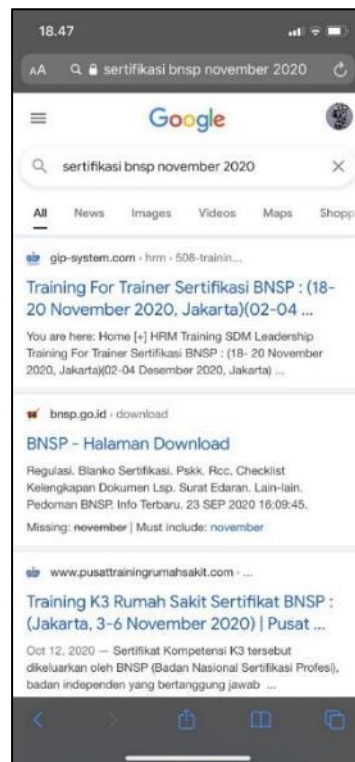 18.47
AA sertifikasi bnsp november 2020
Google
sertifikasi bnsp november 2020
All News Images Videos Maps Shopp
gip gip-system.com › hrm › 508-trainin...
Training For Trainer Sertifikasi BNSP : (18-
20 November 2020, Jakarta)(02-04 ...
You are here: Home [+] HRM Training SDM Leadership
Training For Trainer Sertifikasi BNSP : (18- 20 November
2020, Jakarta)(02-04 Desember 2020, Jakarta) ...
bnsp.go.id › download
BNSP - Halaman Download
Regulasi. Blanko Sertifikasi. Pskk. Rcc. Checklist
Kelengkapan Dokumen Lsp. Surat Edaran. Lain-lain.
Pedoman BNSP. Info Terbaru. 23 SEP 2020 16:09:45.
Missing: november | Must include: november
gip www.pusattrainingrumahsakit.com › ...
Training K3 Rumah Sakit Sertifikat BNSP :
(Jakarta, 3-6 November 2020) | Pusat ...
Oct 12, 2020 — Sertifikat Kompetensi K3 tersebut
dikeluarkan oleh BNSP (Badan Nasional Sertifikasi Profesi),
badan independen yang bertanggung jawab ...